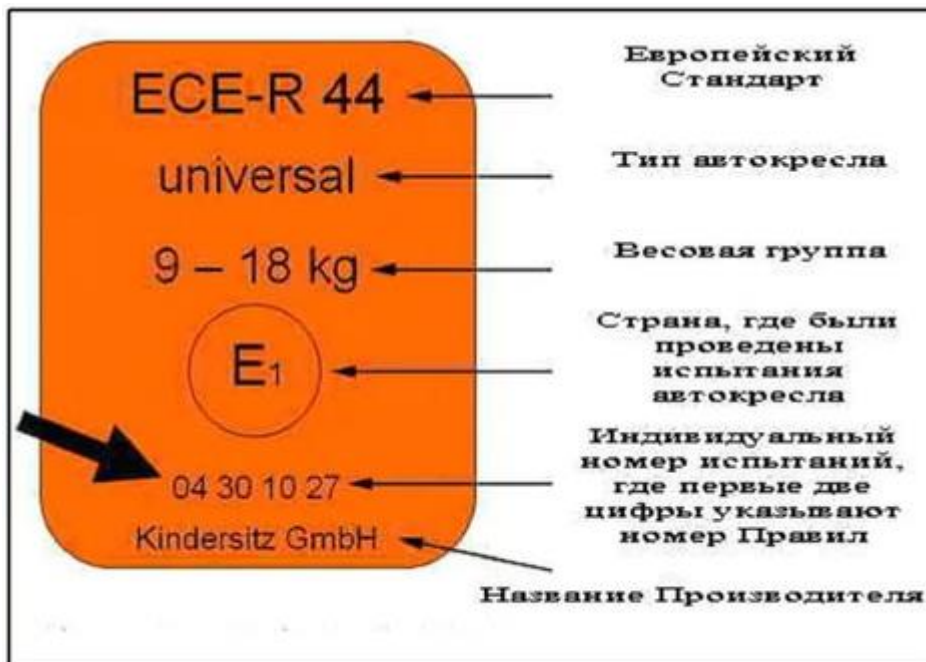 ECE-R 44
Европейский
Стандарт
universal
Тип автокресла
9 – 18 kg
Весовая группа
E1
Страна, где были
проведены
испытания
автокресла
04 30 10 27
Индивидуальный
номер испытаний,
где первые две
цифры указывают
номер Правил
Kindersitz GmbH
Название Производителя